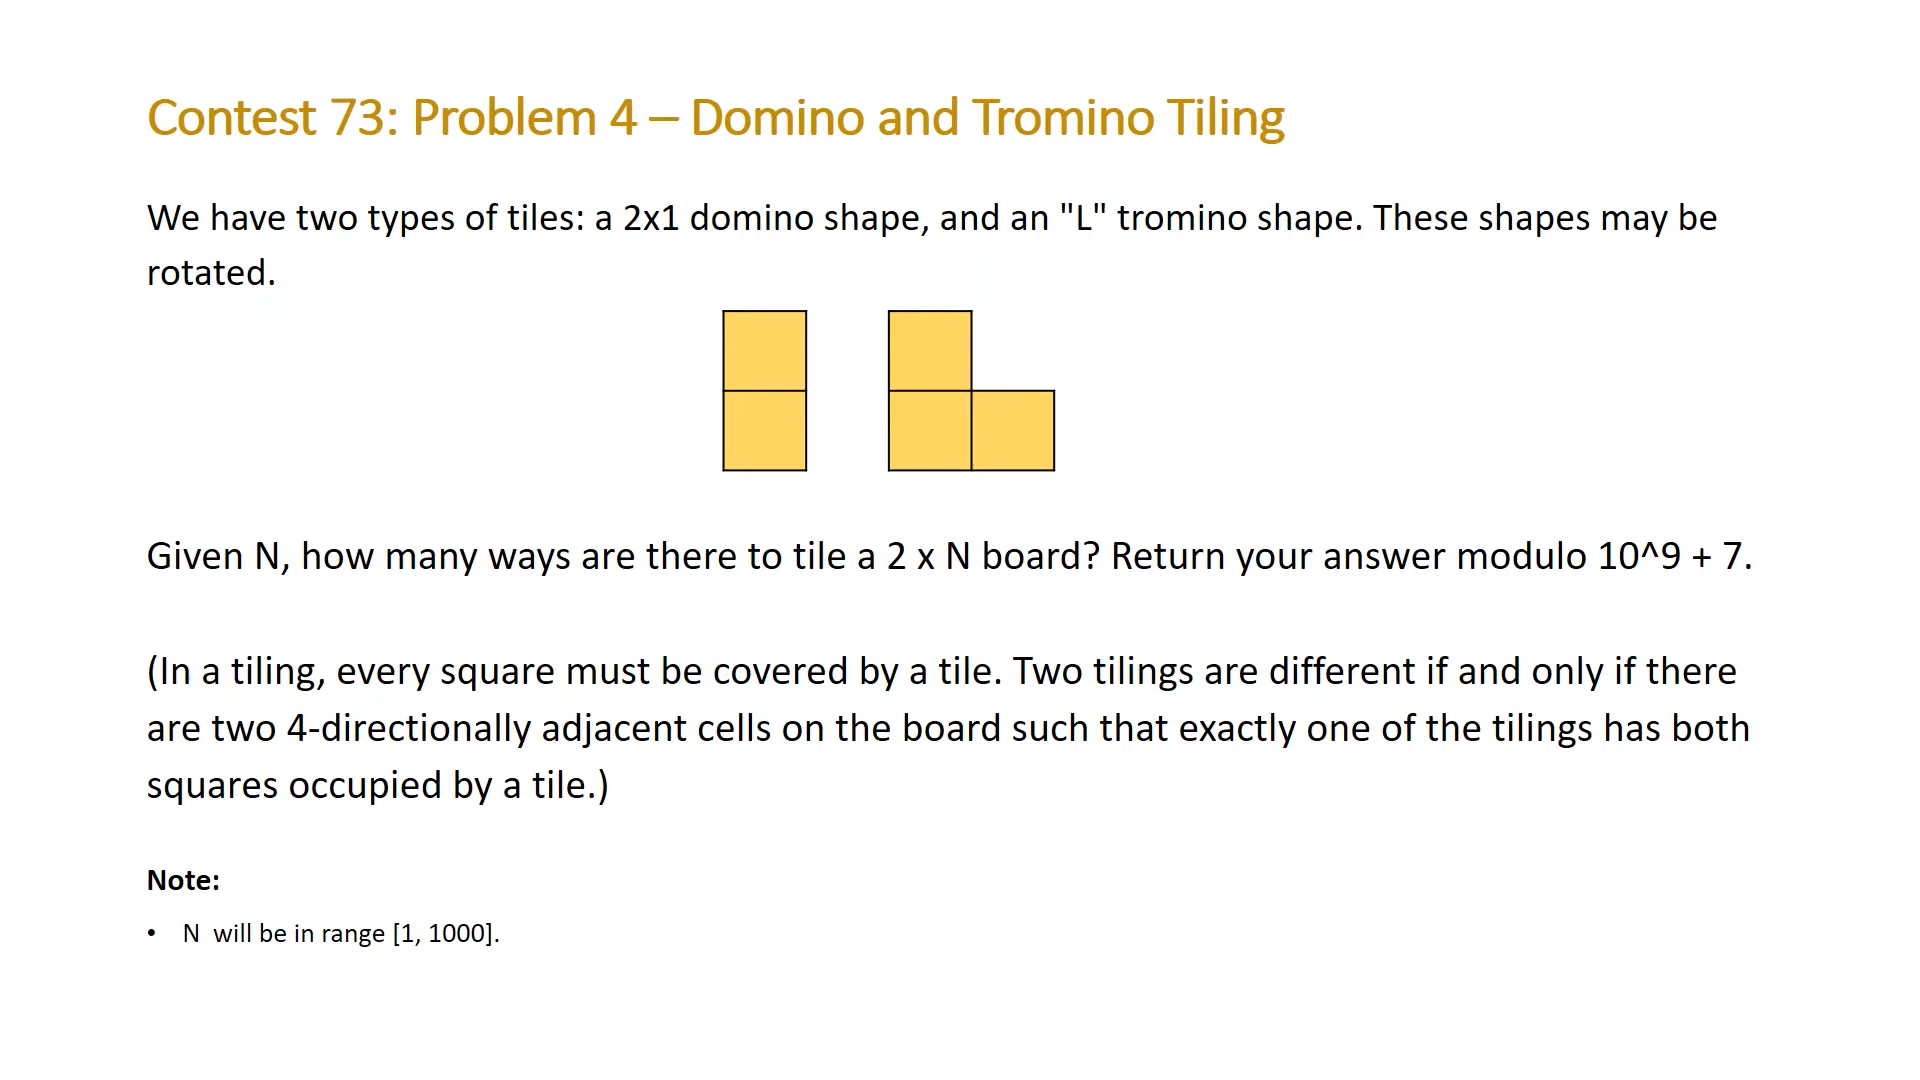 Contest 73: Problem 4 – Domino and Tromino Tiling
We have two types of tiles: a 2x1 domino shape, and an "L" tromino shape. These shapes may be
rotated.
Given N, how many ways are there to tile a 2 x N board? Return your answer modulo 10^9 + 7.
(In a tiling, every square must be covered by a tile. Two tilings are different if and only if there
are two 4-directionally adjacent cells on the board such that exactly one of the tilings has both
squares occupied by a tile.)
Note:
• N  will be in range [1, 1000].